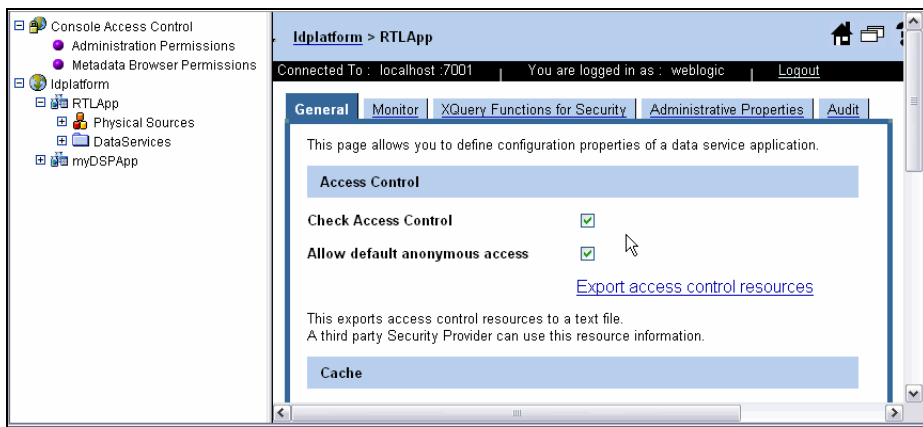 Console Access Control
Administration Permissions
Metadata Browser Permissions
ldplatform
RTLApp
Physical Sources
DataServices
myDSPApp
ldplatform > RTLApp
Connected To : localhost :7001 You are logged in as : weblogic Logout
General Monitor XQuery Functions for Security Administrative Properties Audit
This page allows you to define configuration properties of a data service application.
Access Control
Check Access Control
Allow default anonymous access
Export access control resources
This exports access control resources to a text file.
A third party Security Provider can use this resource information.
Cache